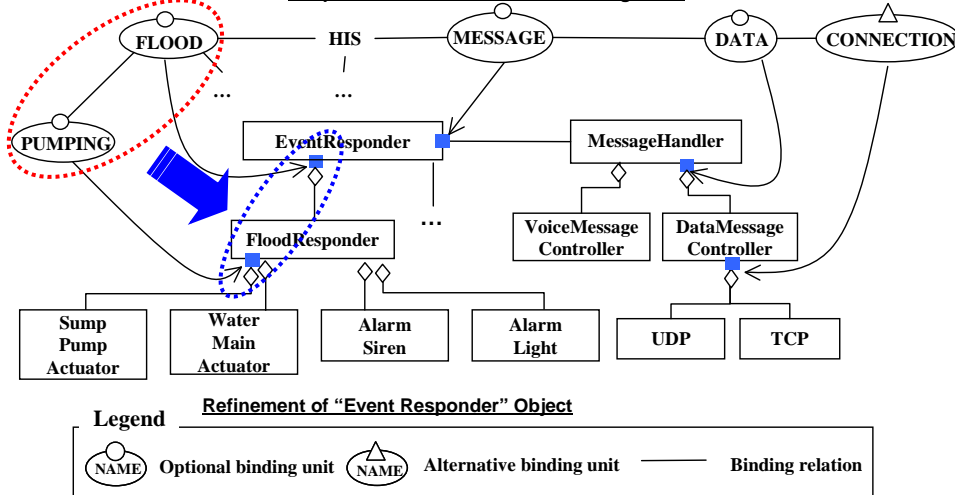 FLOOD
HIS
MESSAGE
DATA
CONNECTION
...
...
PUMPING
EventResponder
MessageHandler
...
FloodResponder
VoiceMessage
Controller
DataMessage
Controller
Sump
Pump
Actuator
Water
Main
Actuator
Alarm
Siren
Alarm
Light
UDP
TCP
Refinement of “Event Responder” Object
Legend
NAME Optional binding unit
NAME Alternative binding unit
Binding relation